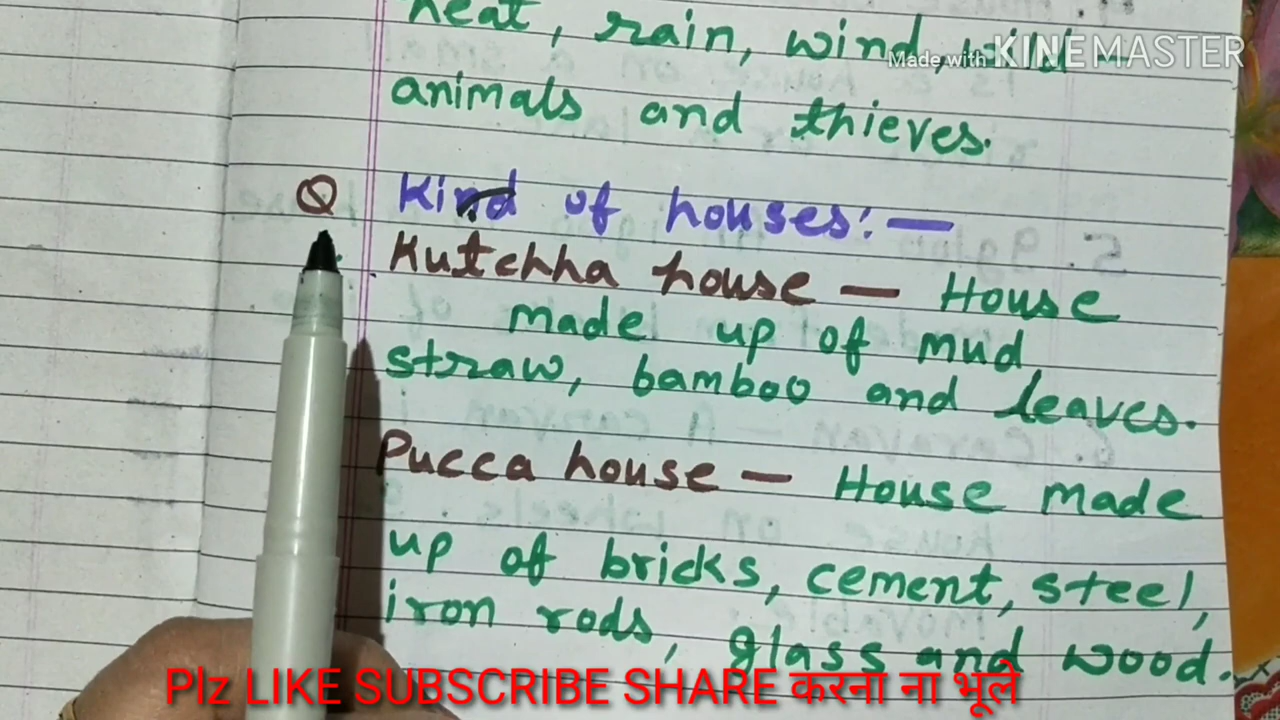 heat, rain, wind, wild -
Made with KINEMASTER
animals and thieves.
Q Kind of houses:—
Kutchha house — House
made up of mud,
straw, bamboo and leaves.
Pucca house — House made
up of bricks, cement, steel,
iron rods, glass and wood.
Plz LIKE SUBSCRIBE SHARE करना ना भूले